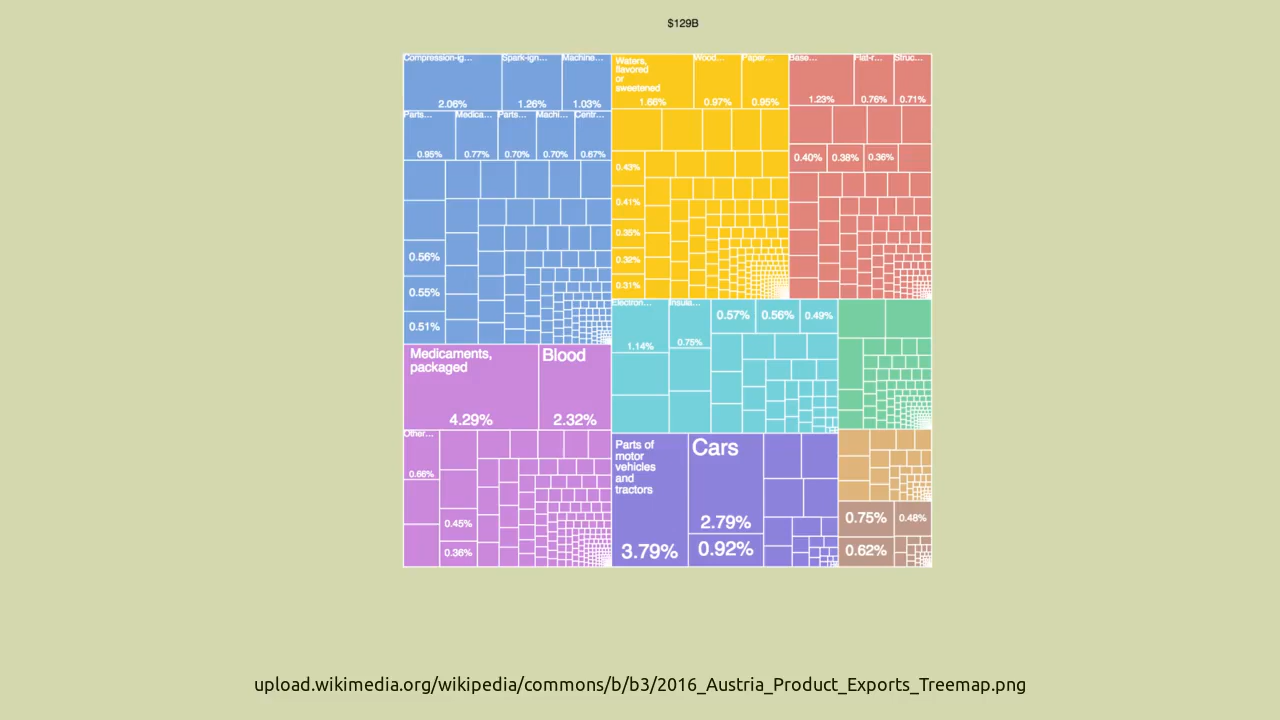 $129B
Compression-ig...
2.06%
Spark-ign...
1.26%
Machine...
1.03%
Parts...
0.95%
Medica...
0.77%
Parts...
0.70%
Machi...
0.70%
Centr...
0.67%
0.56%
0.55%
0.51%
Waters,
flavored
or
sweetened
1.66%
Wood...
0.97%
Paper...
0.95%
0.43%
0.41%
0.35%
0.32%
0.31%
Base...
1.23%
Flat-r...
0.76%
Struc...
0.71%
0.40%
0.38%
0.36%
Medicaments,
packaged
4.29%
Blood
2.32%
Other...
0.66%
0.45%
0.36%
Electron...
1.14%
Insula...
0.75%
0.57%
0.56%
0.49%
Parts of
motor
vehicles
and
tractors
3.79%
Cars
2.79%
0.92%
0.75%
0.48%
0.62%
upload.wikimedia.org/wikipedia/commons/b/b3/2016_Austria_Product_Exports_Treemap.png